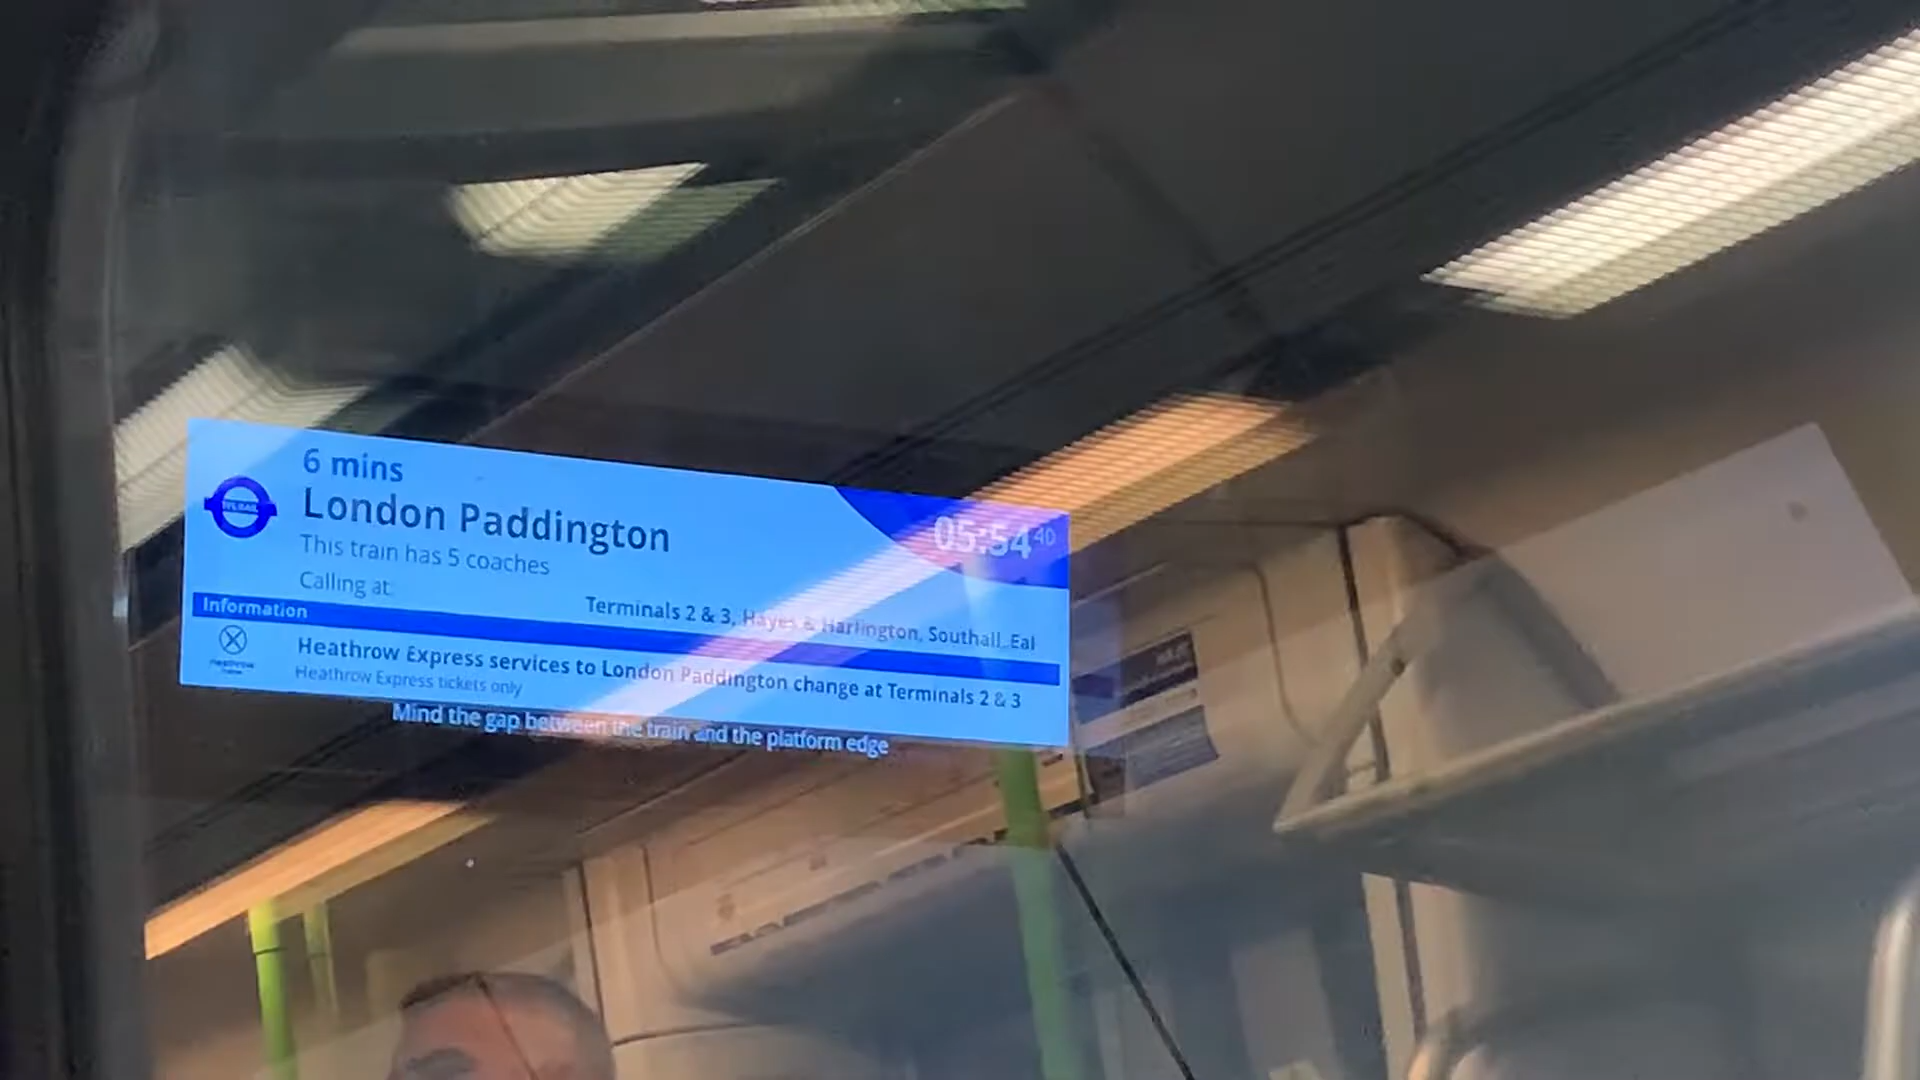 6 mins
London Paddington
05:54 40
This train has 5 coaches
Calling at:
Terminals 2 & 3, Hayes & Harlington, Southall, Eal
Information
Heathrow Express services to London Paddington change at Terminals 2 & 3
Heathrow Express tickets only
Mind the gap between the train and the platform edge